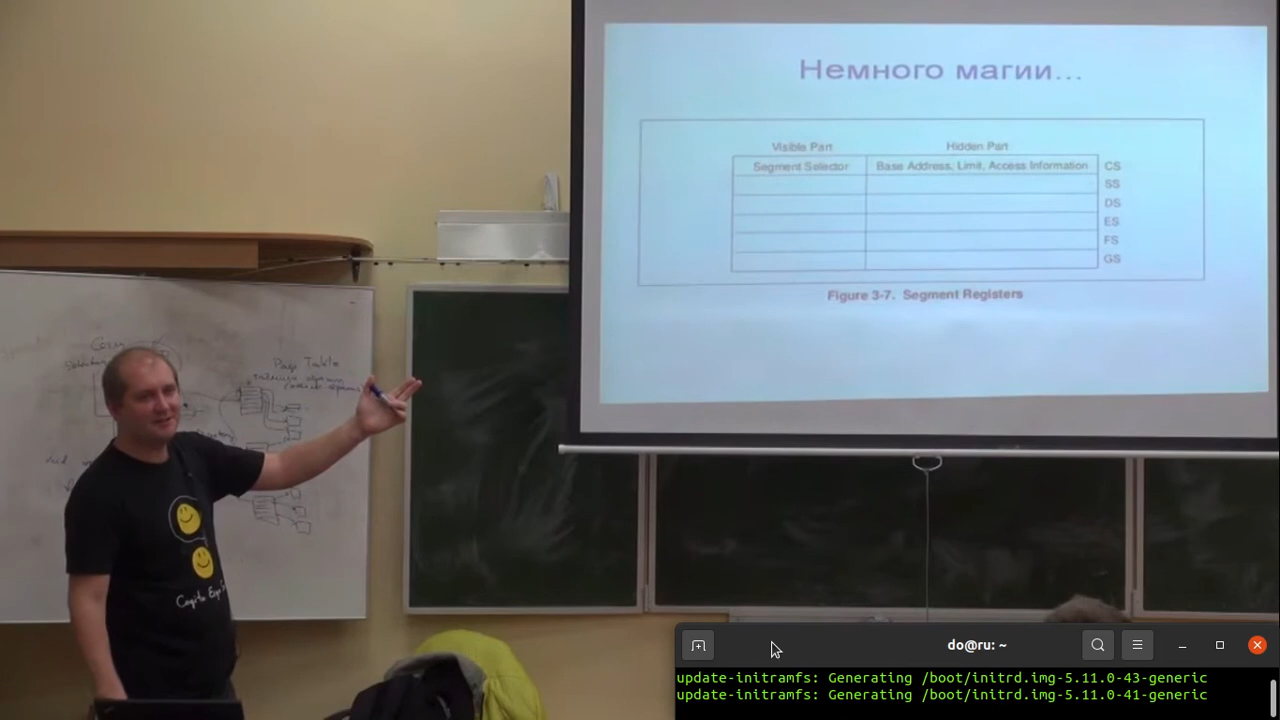 Немного магии...
Visible Part Hidden Part
Segment Selector Base Address, Limit, Access Information CS
SS
DS
ES
FS
GS
Figure 3-7. Segment Registers
Page Table
do@ru: ~
update-initramfs: Generating /boot/initrd.img-5.11.0-43-generic
update-initramfs: Generating /boot/initrd.img-5.11.0-41-generic